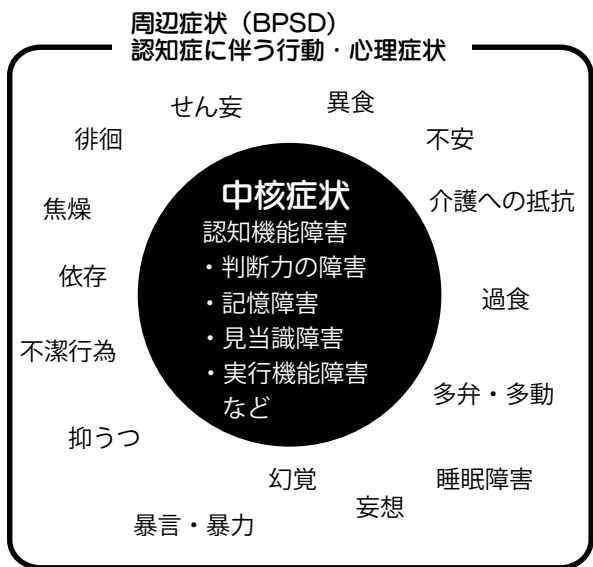 周辺症状（BPSD)
認知症に伴う行動・心理症状
せん妄
異食
徘徊
不安
焦燥
介護への抵抗
依存
過食
不潔行為
多弁・多動
抑うつ
睡眠障害
幻覚
妄想
暴言・暴力
中核症状
認知機能障害
・判断力の障害
・記憶障害
・見当識障害
・実行機能障害
など